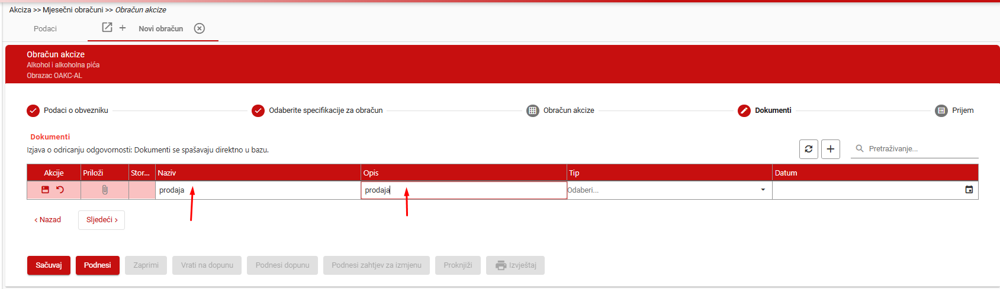 Akciza >> Mjesečni obračuni >> Obračun akcize
Podaci
Novi obračun
Obračun akcize
Alkohol i alkoholna pića
Obrazac OAKC-AL
Podaci o obvezniku
Odaberite specifikacije za obračun
Obračun akcize
Dokumenti
Prijem
Dokumenti
Izjava o odricanju odgovornosti: Dokumenti se spašavaju direktno u bazu.
Pretraživanje...
Akcije Priloži Stor... Naziv Opis Tip Datum
prodaja prodaja Odaberi...
< Nazad Sljedeći >
Sačuvaj Podnesi Zaprimi Vrati na dopunu Podnesi dopunu Podnesi zahtjev za izmjenu Proknjiži Izvještaj